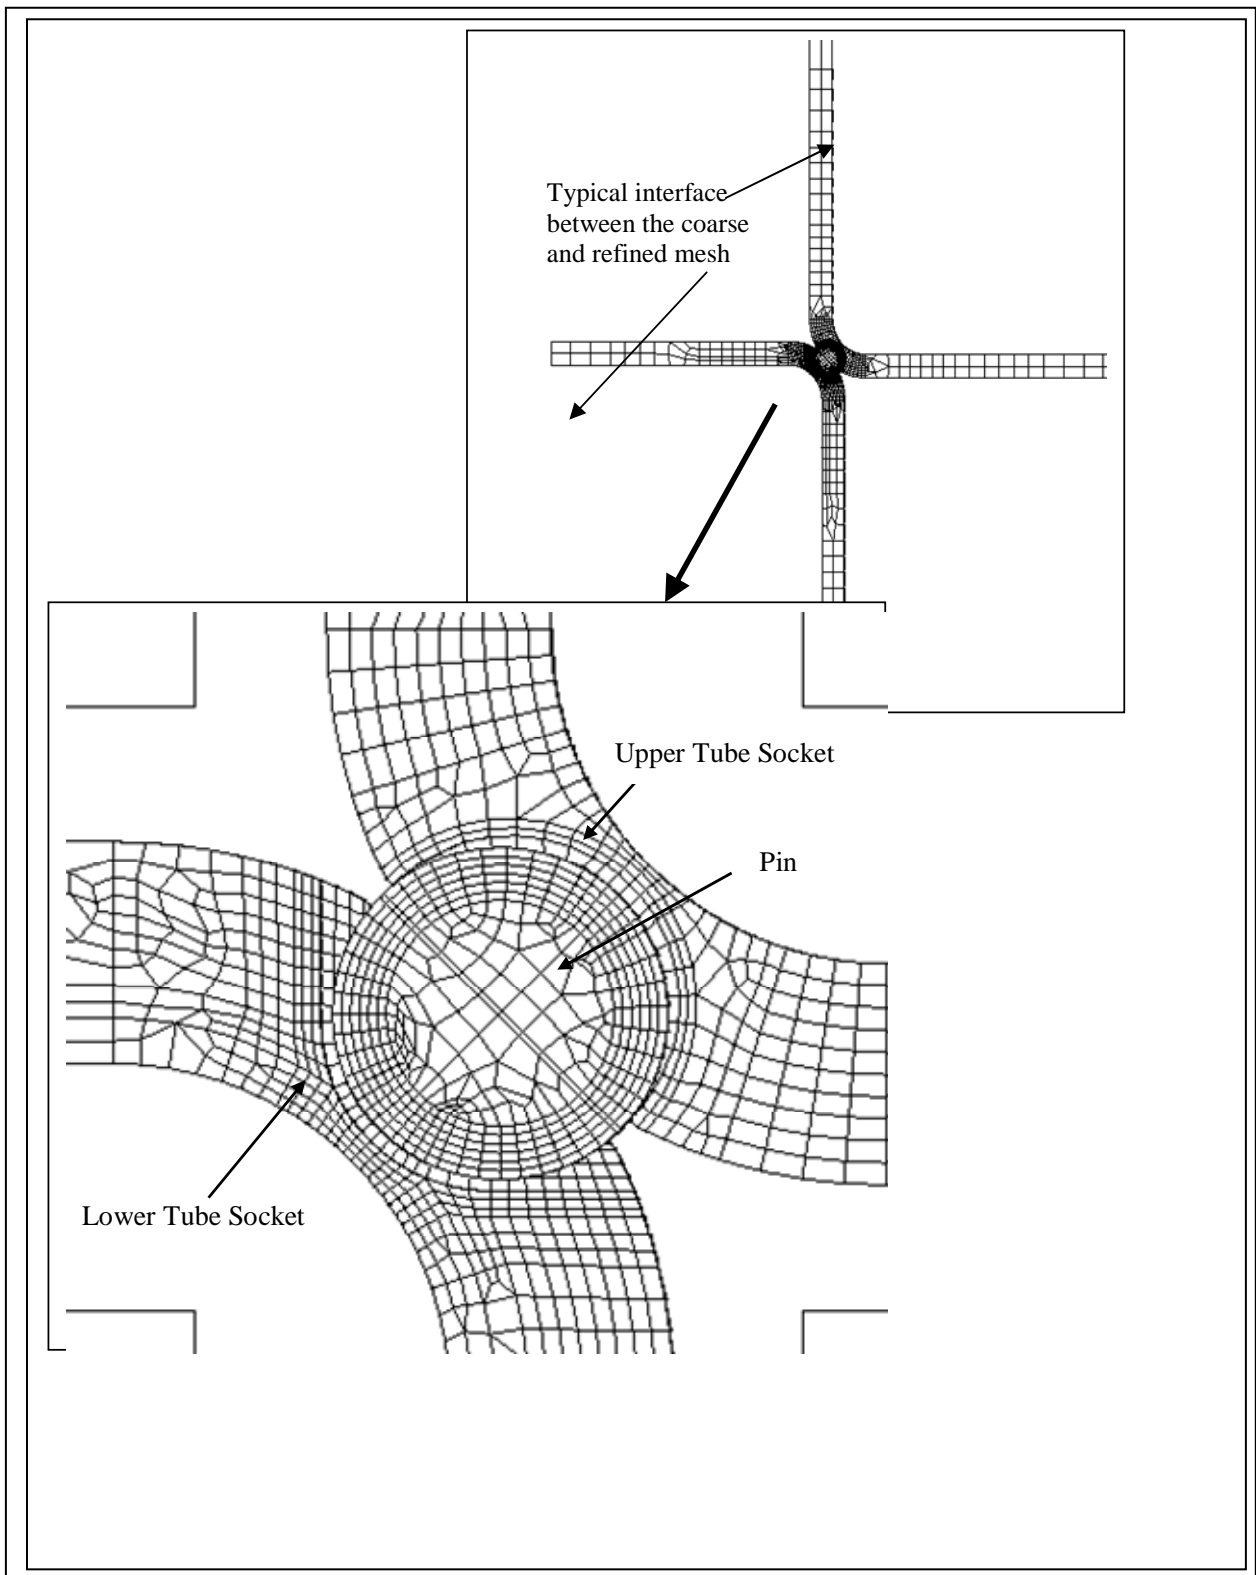 Typical interface
between the coarse
and refined mesh
Upper Tube Socket
Pin
Lower Tube Socket